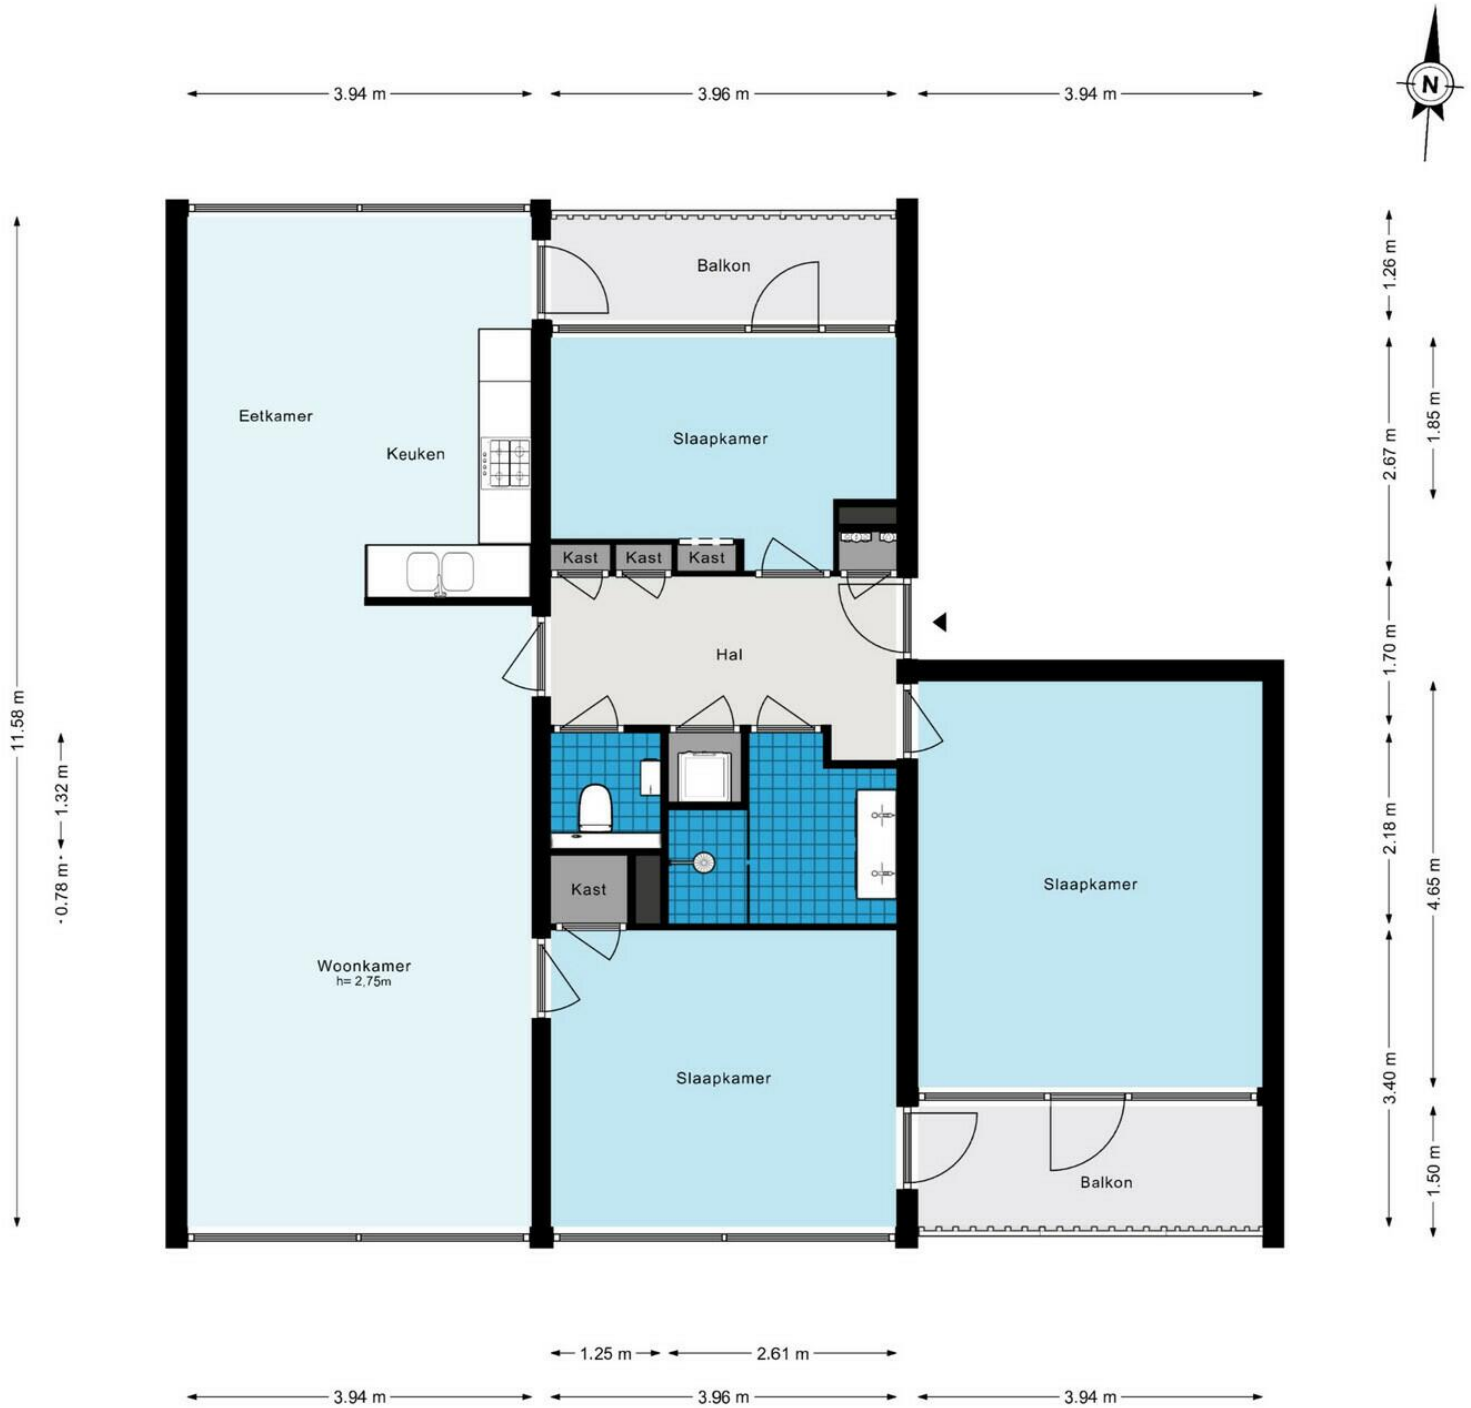 3.94 m
3.96 m
3.94 m
N
Balkon
1.26 m
Eetkamer
Keuken
Slaapkamer
2.67 m
1.85 m
Kast
Kast
Kast
Hal
1.70 m
11.58 m
1.32 m
0.78 m
Kast
Slaapkamer
2.18 m
4.65 m
Woonkamer
h= 2,75m
Slaapkamer
3.40 m
Balkon
1.50 m
1.25 m
2.61 m
3.94 m
3.96 m
3.94 m